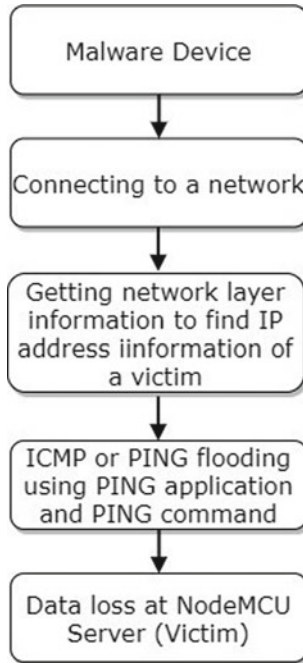 Malware Device
Connecting to a network
Getting network layer
information to find IP
address iinformation of
a victim
ICMP or PING flooding
using PING application
and PING command
Data loss at NodeMCU
Server (Victim)